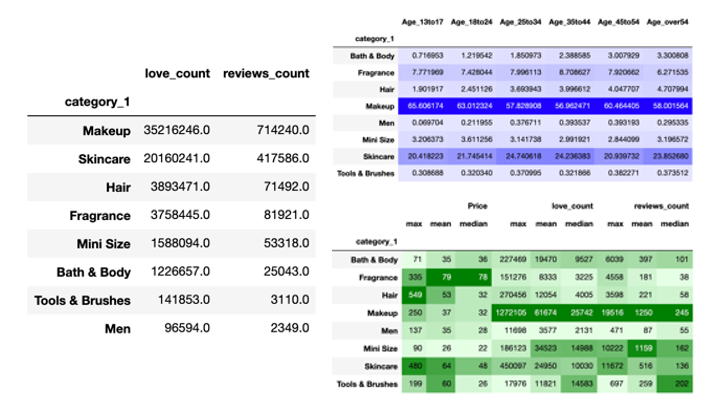 love_count reviews_count
category_1
Makeup 35216246.0 714240.0
Skincare 20160241.0 417586.0
Hair 3893471.0 71492.0
Fragrance 3758445.0 81921.0
Mini Size 1588094.0 53318.0
Bath & Body 1226657.0 25043.0
Tools & Brushes 141853.0 3110.0
Men 96594.0 2349.0
Age_13to17 Age_18to24 Age_25to34 Age_35to44 Age_45to54 Age_over54
category_1
Bath & Body 0.716953 1.219542 1.850973 2.388585 3.007929 3.300808
Fragrance 7.771969 7.428044 7.996113 8.708627 7.920662 6.271535
Hair 1.901917 2.451126 3.693943 3.996612 4.047707 4.707994
Makeup 65.606174 63.012324 57.828908 56.962471 60.464405 58.001564
Men 0.069704 0.211955 0.376711 0.393537 0.393193 0.295335
Mini Size 3.206373 3.611256 3.141738 2.991921 2.844099 3.196572
Skincare 20.418223 21.745414 24.740618 24.236383 20.939732 23.852680
Tools & Brushes 0.308688 0.320340 0.370995 0.321866 0.382271 0.373512
Price love_count reviews_count
max mean median max mean median max mean median
category_1
Bath & Body 71 35 36 227469 19470 9527 6039 397 101
Fragrance 335 79 78 151276 8333 3225 4558 181 38
Hair 549 53 32 270456 12054 4005 3598 221 58
Makeup 250 37 32 1272105 61674 25742 19516 1250 245
Men 137 35 28 11698 3577 2131 471 87 55
Mini Size 90 26 22 186123 34523 14988 10222 1159 162
Skincare 480 64 48 450097 24950 10030 11672 516 136
Tools & Brushes 199 60 26 17976 11821 14583 697 259 202